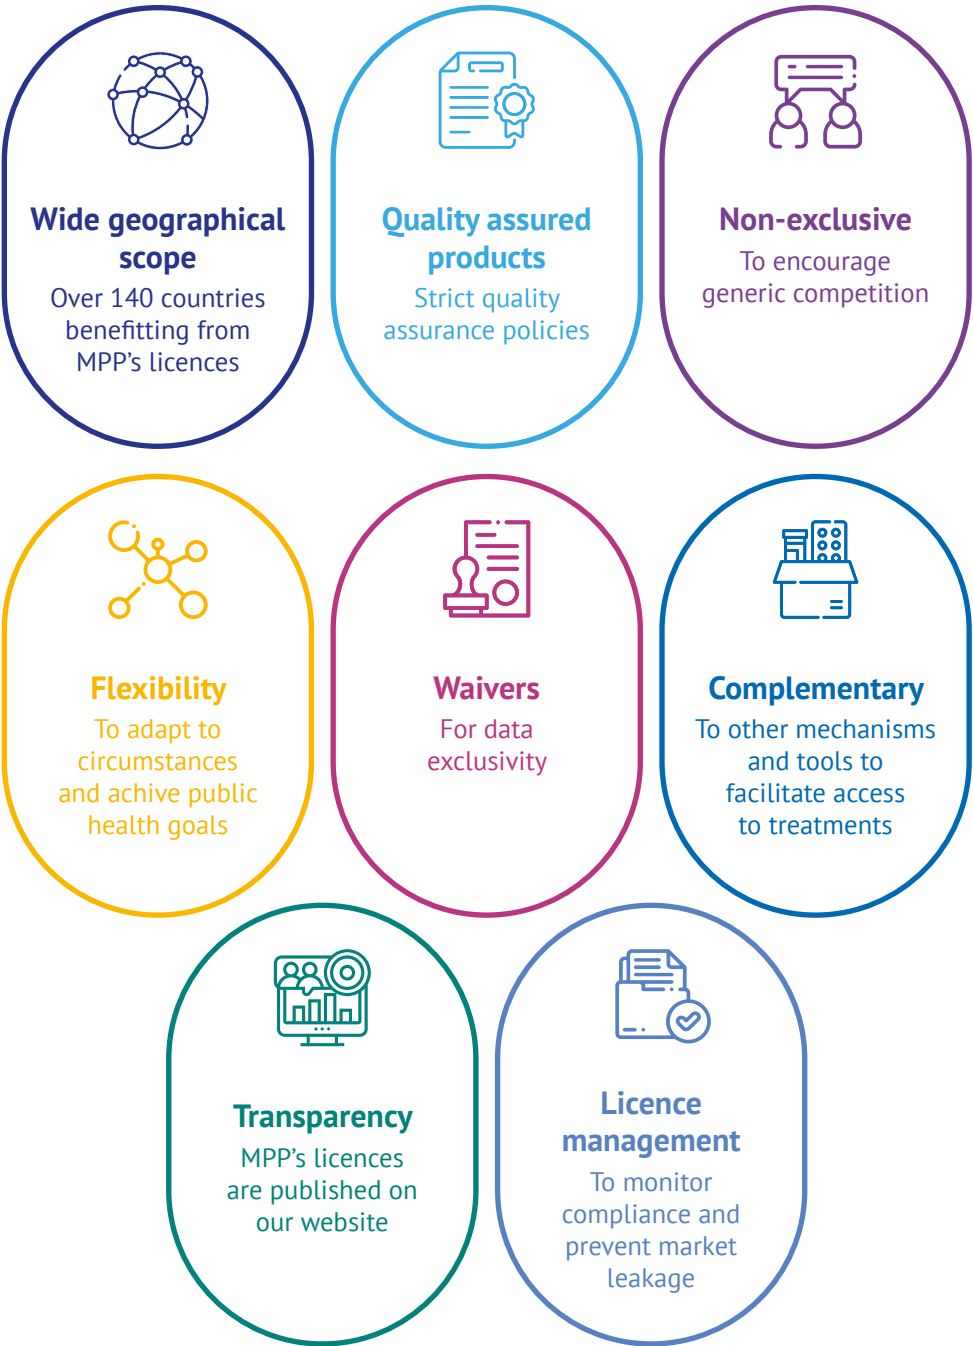 Wide geographical
scope
Over 140 countries
benefitting from
MPP's licences
Quality assured
products
Strict quality
assurance policies
Non-exclusive
To encourage
generic competition
Flexibility
To adapt to
circumstances
and achive public
health goals
Waivers
For data
exclusivity
Complementary
To other mechanisms
and tools to
facilitate access
to treatments
Transparency
MPP's licences
are published on
our website
Licence
management
To monitor
compliance and
prevent market
leakage